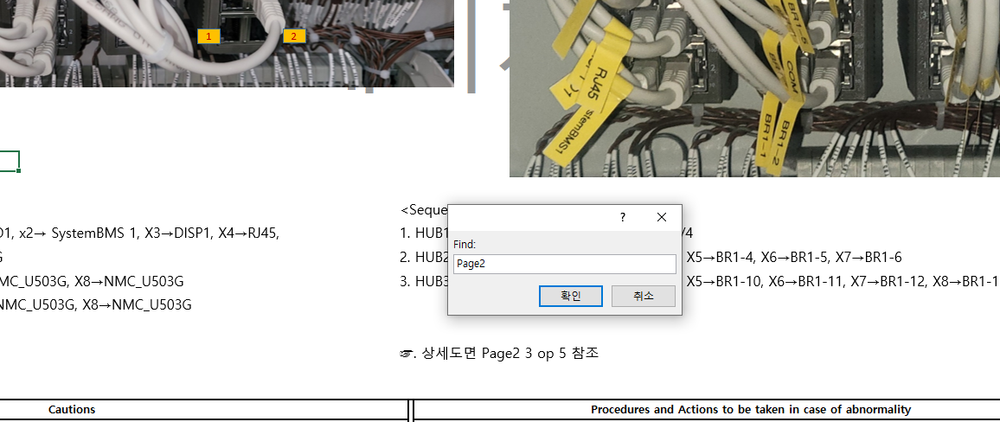 1
2
BR1-5
COM
RJ45
stemBMS1
BR1-1
BR1-2
D1, x2→ SystemBMS 1, X3→DISP1, X4→RJ45,
G
MC_U503G, X8→NMC_U503G
NMC_U503G, X8→NMC_U503G
<Seque
1. HUB1
/4
2. HUB2
X5→BR1-4, X6→BR1-5, X7→BR1-6
3. HUB3
X5→BR1-10, X6→BR1-11, X7→BR1-12, X8→BR1-1
?
Find:
Page2
확인
취소
☞. 상세도면 Page2 3 op 5 참조
Cautions
Procedures and Actions to be taken in case of abnormality